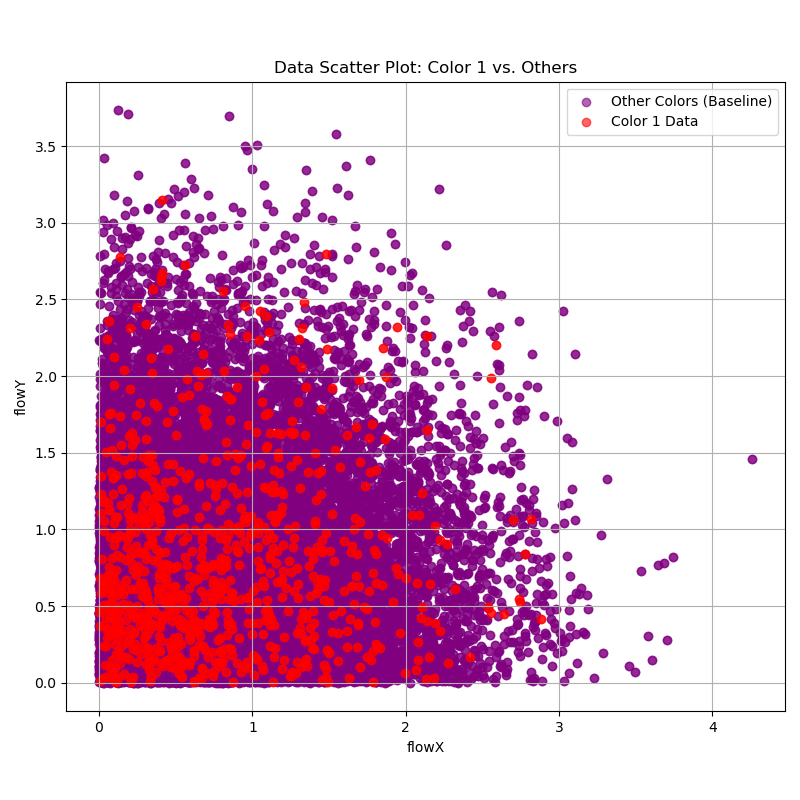 Data Scatter Plot: Color 1 vs. Others
Other Colors (Baseline)
Color 1 Data
flowY
3.5
3.0
2.5
2.0
1.5
1.0
0.5
0.0
0 1 2 3 4
flowX